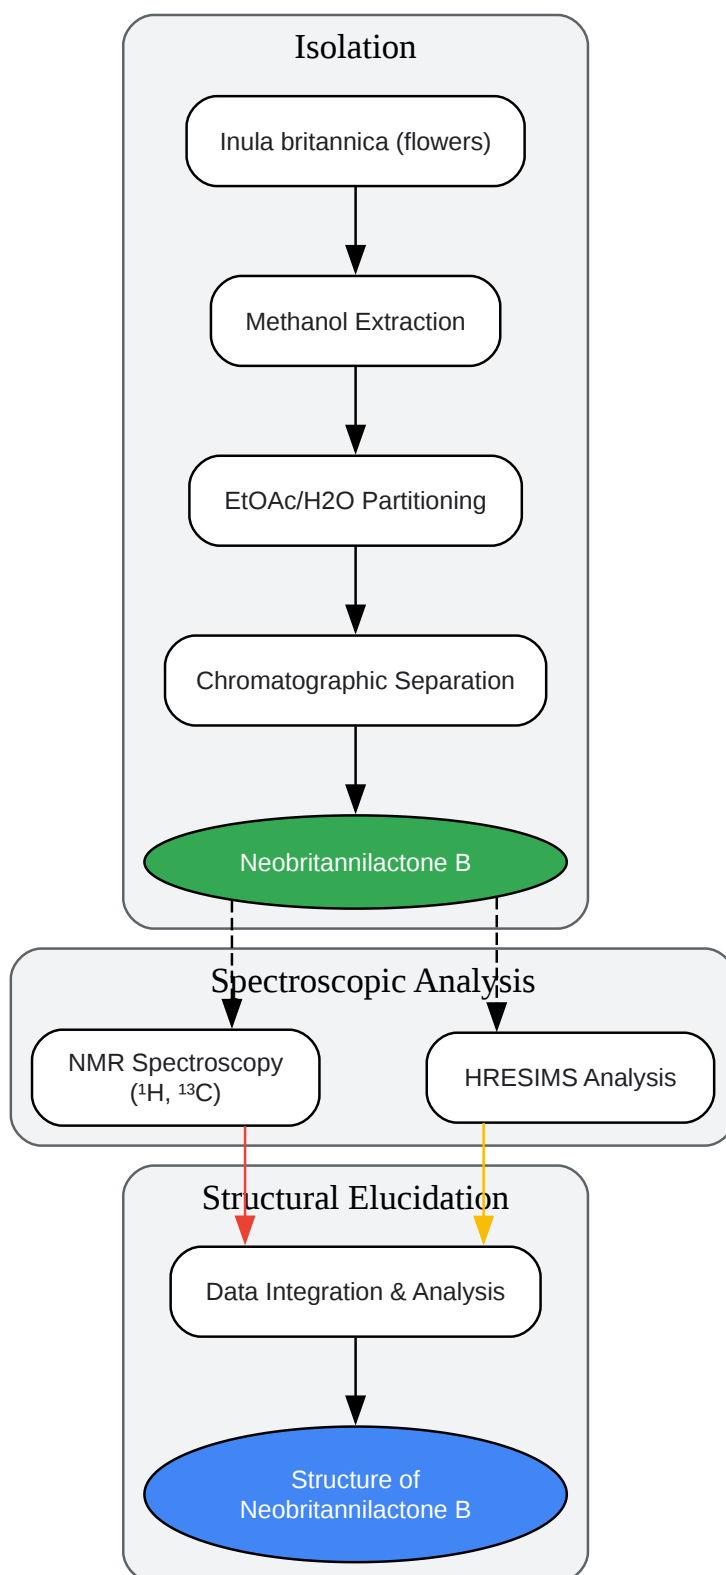 Isolation
Inula britannica (flowers)
Methanol Extraction
EtOAc/H2O Partitioning
Chromatographic Separation
Neobritannilactone B
Spectroscopic Analysis
NMR Spectroscopy
(¹H, ¹³C)
HRESIMS Analysis
Structural Elucidation
Data Integration & Analysis
Structure of
Neobritannilactone B